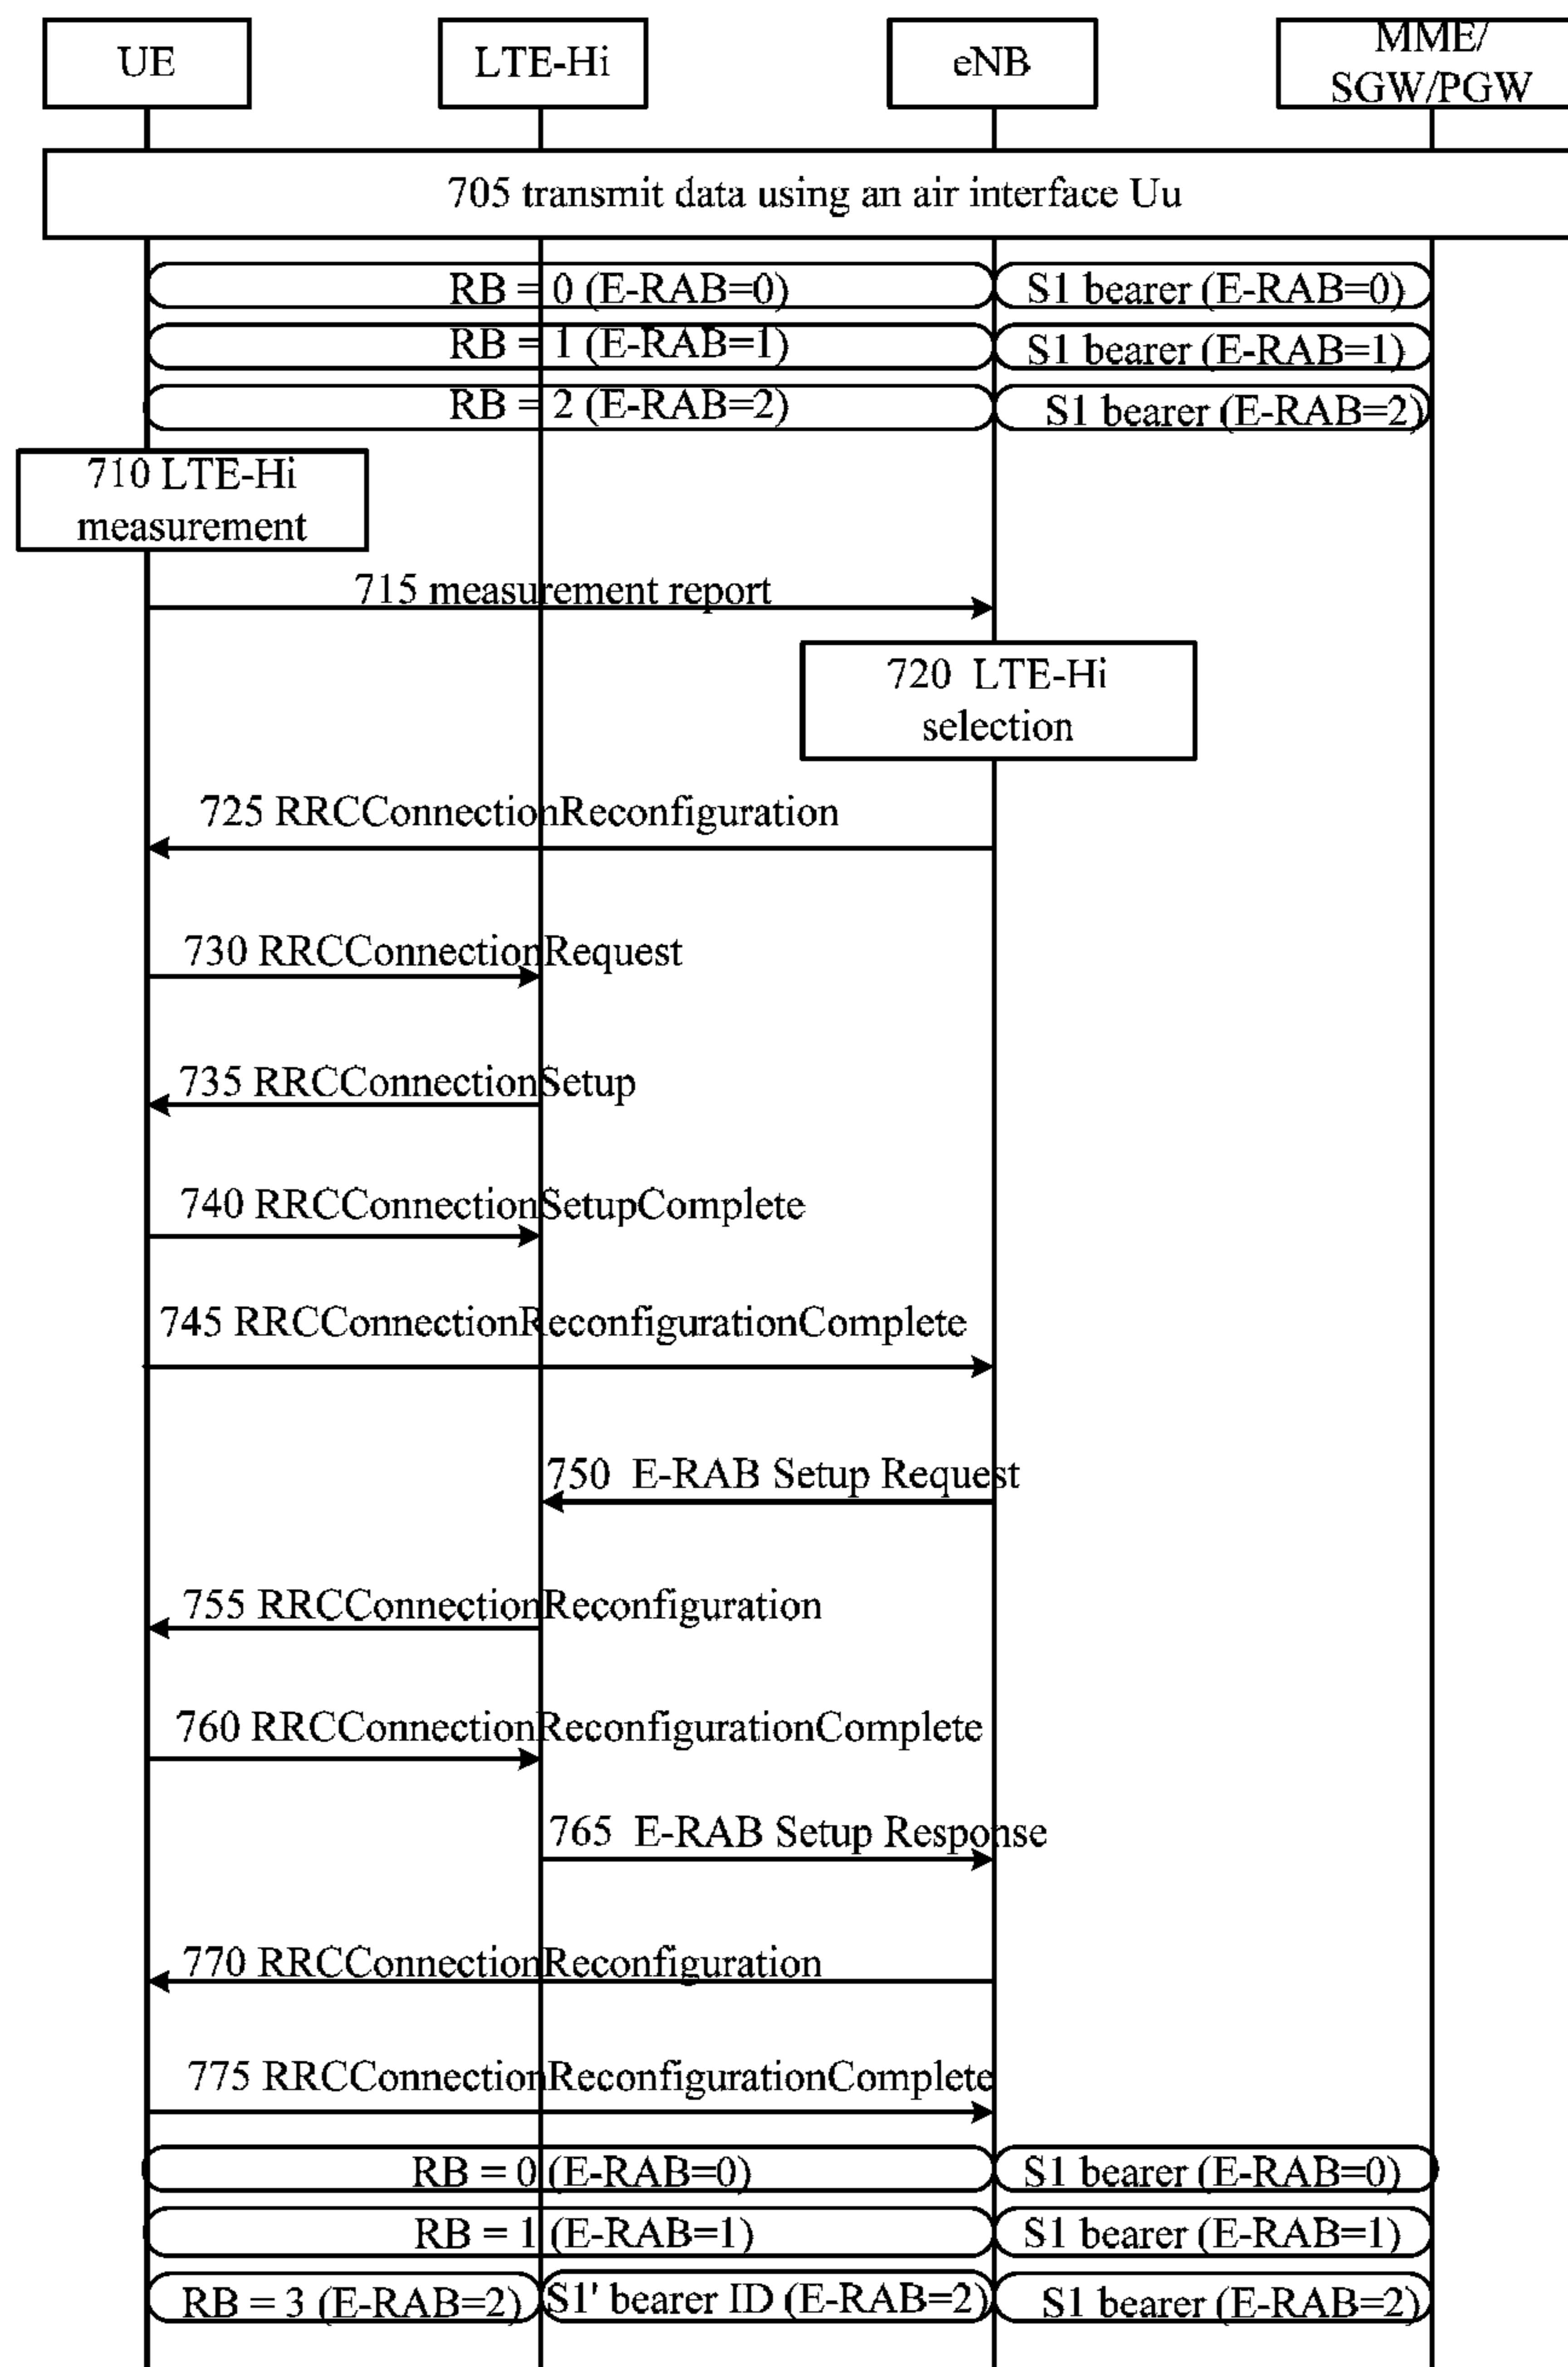 UE
LTE-Hi
eNB
MME/
SGW/PGW
705 transmit data using an air interface Uu
RB = 0 (E-RAB=0)
S1 bearer (E-RAB=0)
RB = 1 (E-RAB=1)
S1 bearer (E-RAB=1)
RB = 2 (E-RAB=2)
S1 bearer (E-RAB=2)
710 LTE-Hi
measurement
715 measurement report
720 LTE-Hi
selection
725 RRCConnectionReconfiguration
730 RRCConnectionRequest
735 RRCConnectionSetup
740 RRCConnectionSetupComplete
745 RRCConnectionReconfigurationComplete
750 E-RAB Setup Request
755 RRCConnectionReconfiguration
760 RRCConnectionReconfigurationComplete
765 E-RAB Setup Response
770 RRCConnectionReconfiguration
775 RRCConnectionReconfigurationComplete
RB = 0 (E-RAB=0)
S1 bearer (E-RAB=0)
RB = 1 (E-RAB=1)
S1 bearer (E-RAB=1)
RB = 3 (E-RAB=2)
S1' bearer ID (E-RAB=2)
S1 bearer (E-RAB=2)